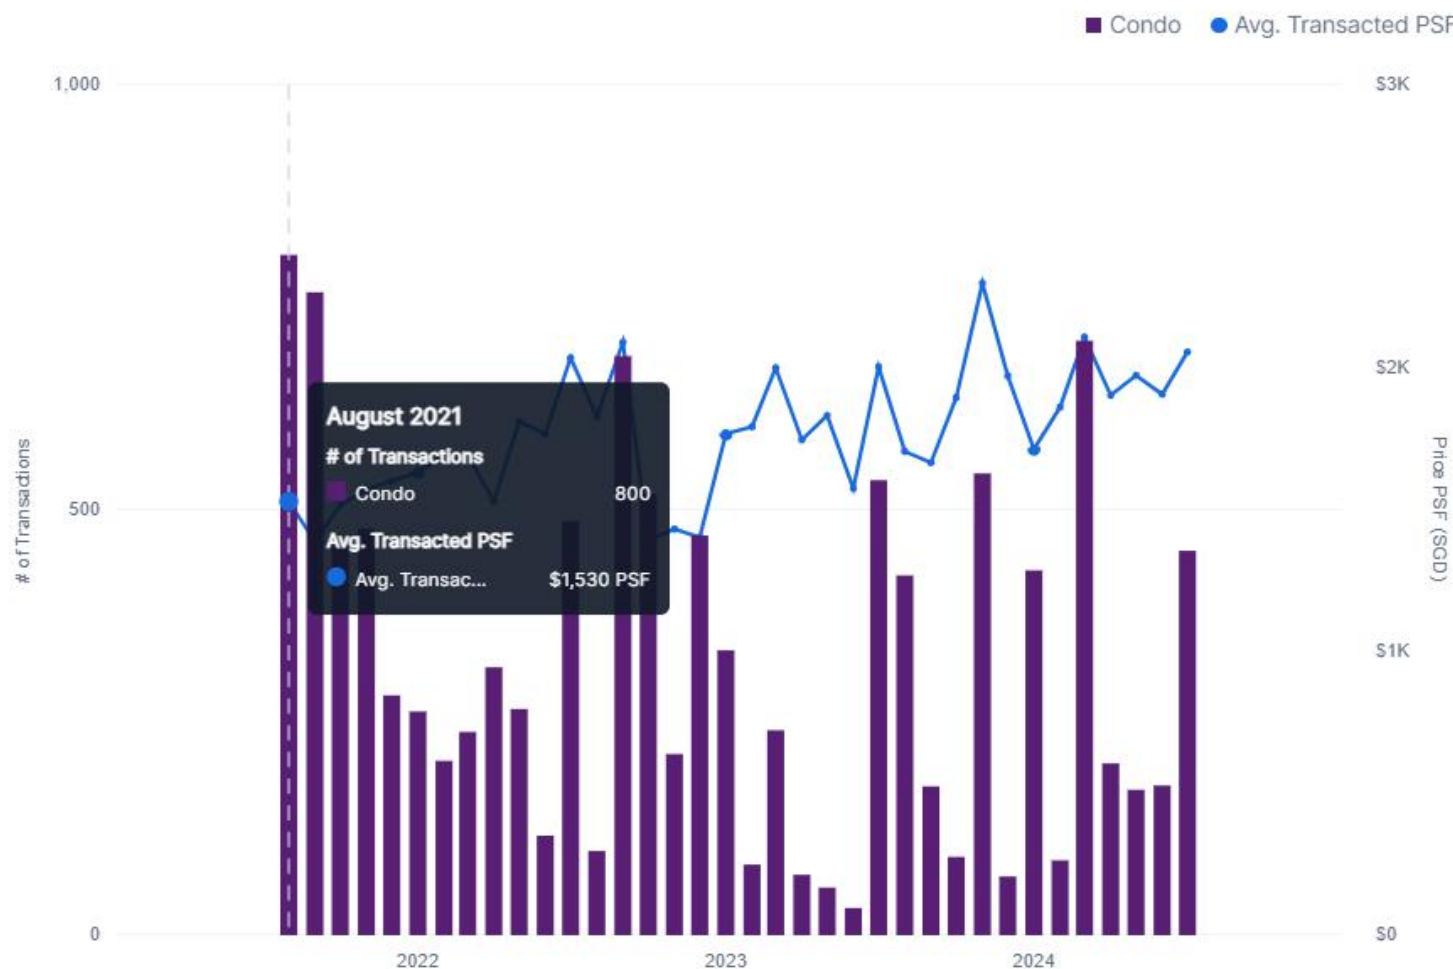 Condo
Avg. Transacted PSF
1,000
$3K
$2K
August 2021
# of Transactions
Condo 800
Avg. Transacted PSF
Avg. Transac... $1,530 PSF
# of Transactions
500
Price PSF (SGD)
$1K
0
$0
2022 2023 2024